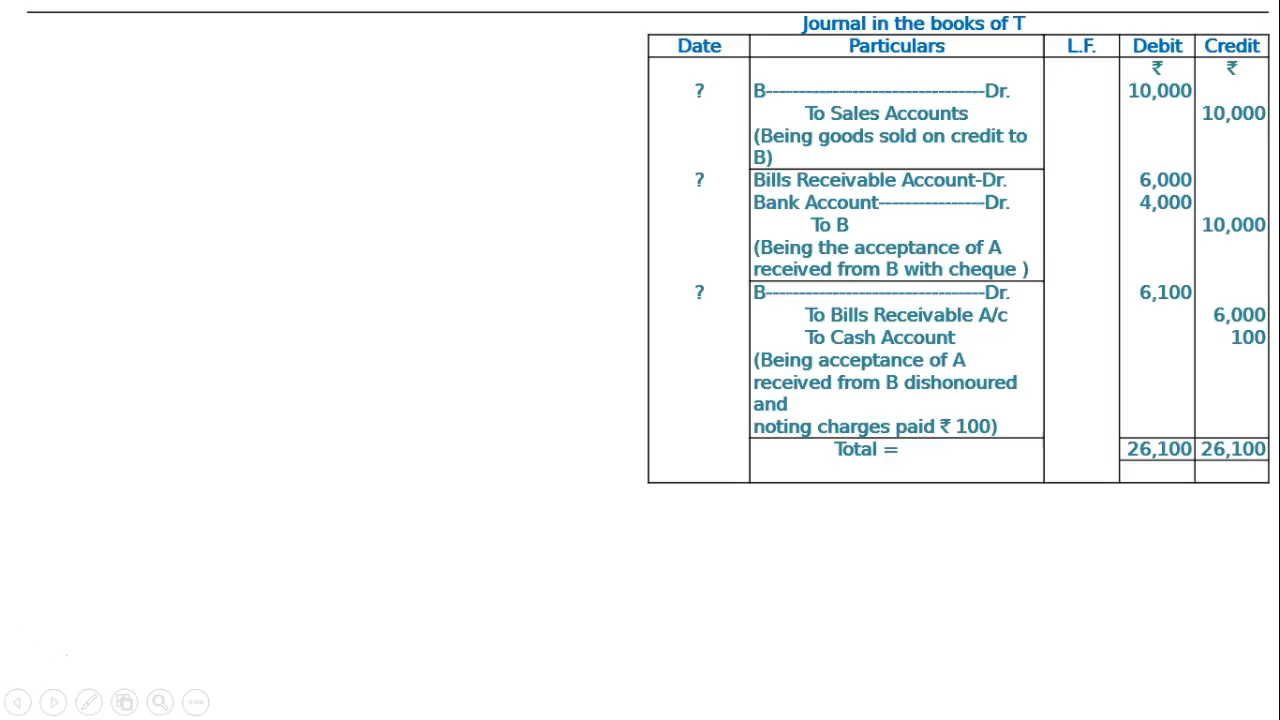 Journal in the books of T
Date Particulars L.F. Debit Credit
₹ ₹
? B---------------------------------Dr. 10,000
To Sales Accounts 10,000
(Being goods sold on credit to
B)
? Bills Receivable Account-Dr. 6,000
Bank Account----------------Dr. 4,000
To B 10,000
(Being the acceptance of A
received from B with cheque )
? B---------------------------------Dr. 6,100
To Bills Receivable A/c 6,000
To Cash Account 100
(Being acceptance of A
received from B dishonoured
and
noting charges paid ₹ 100)
Total = 26,100 26,100